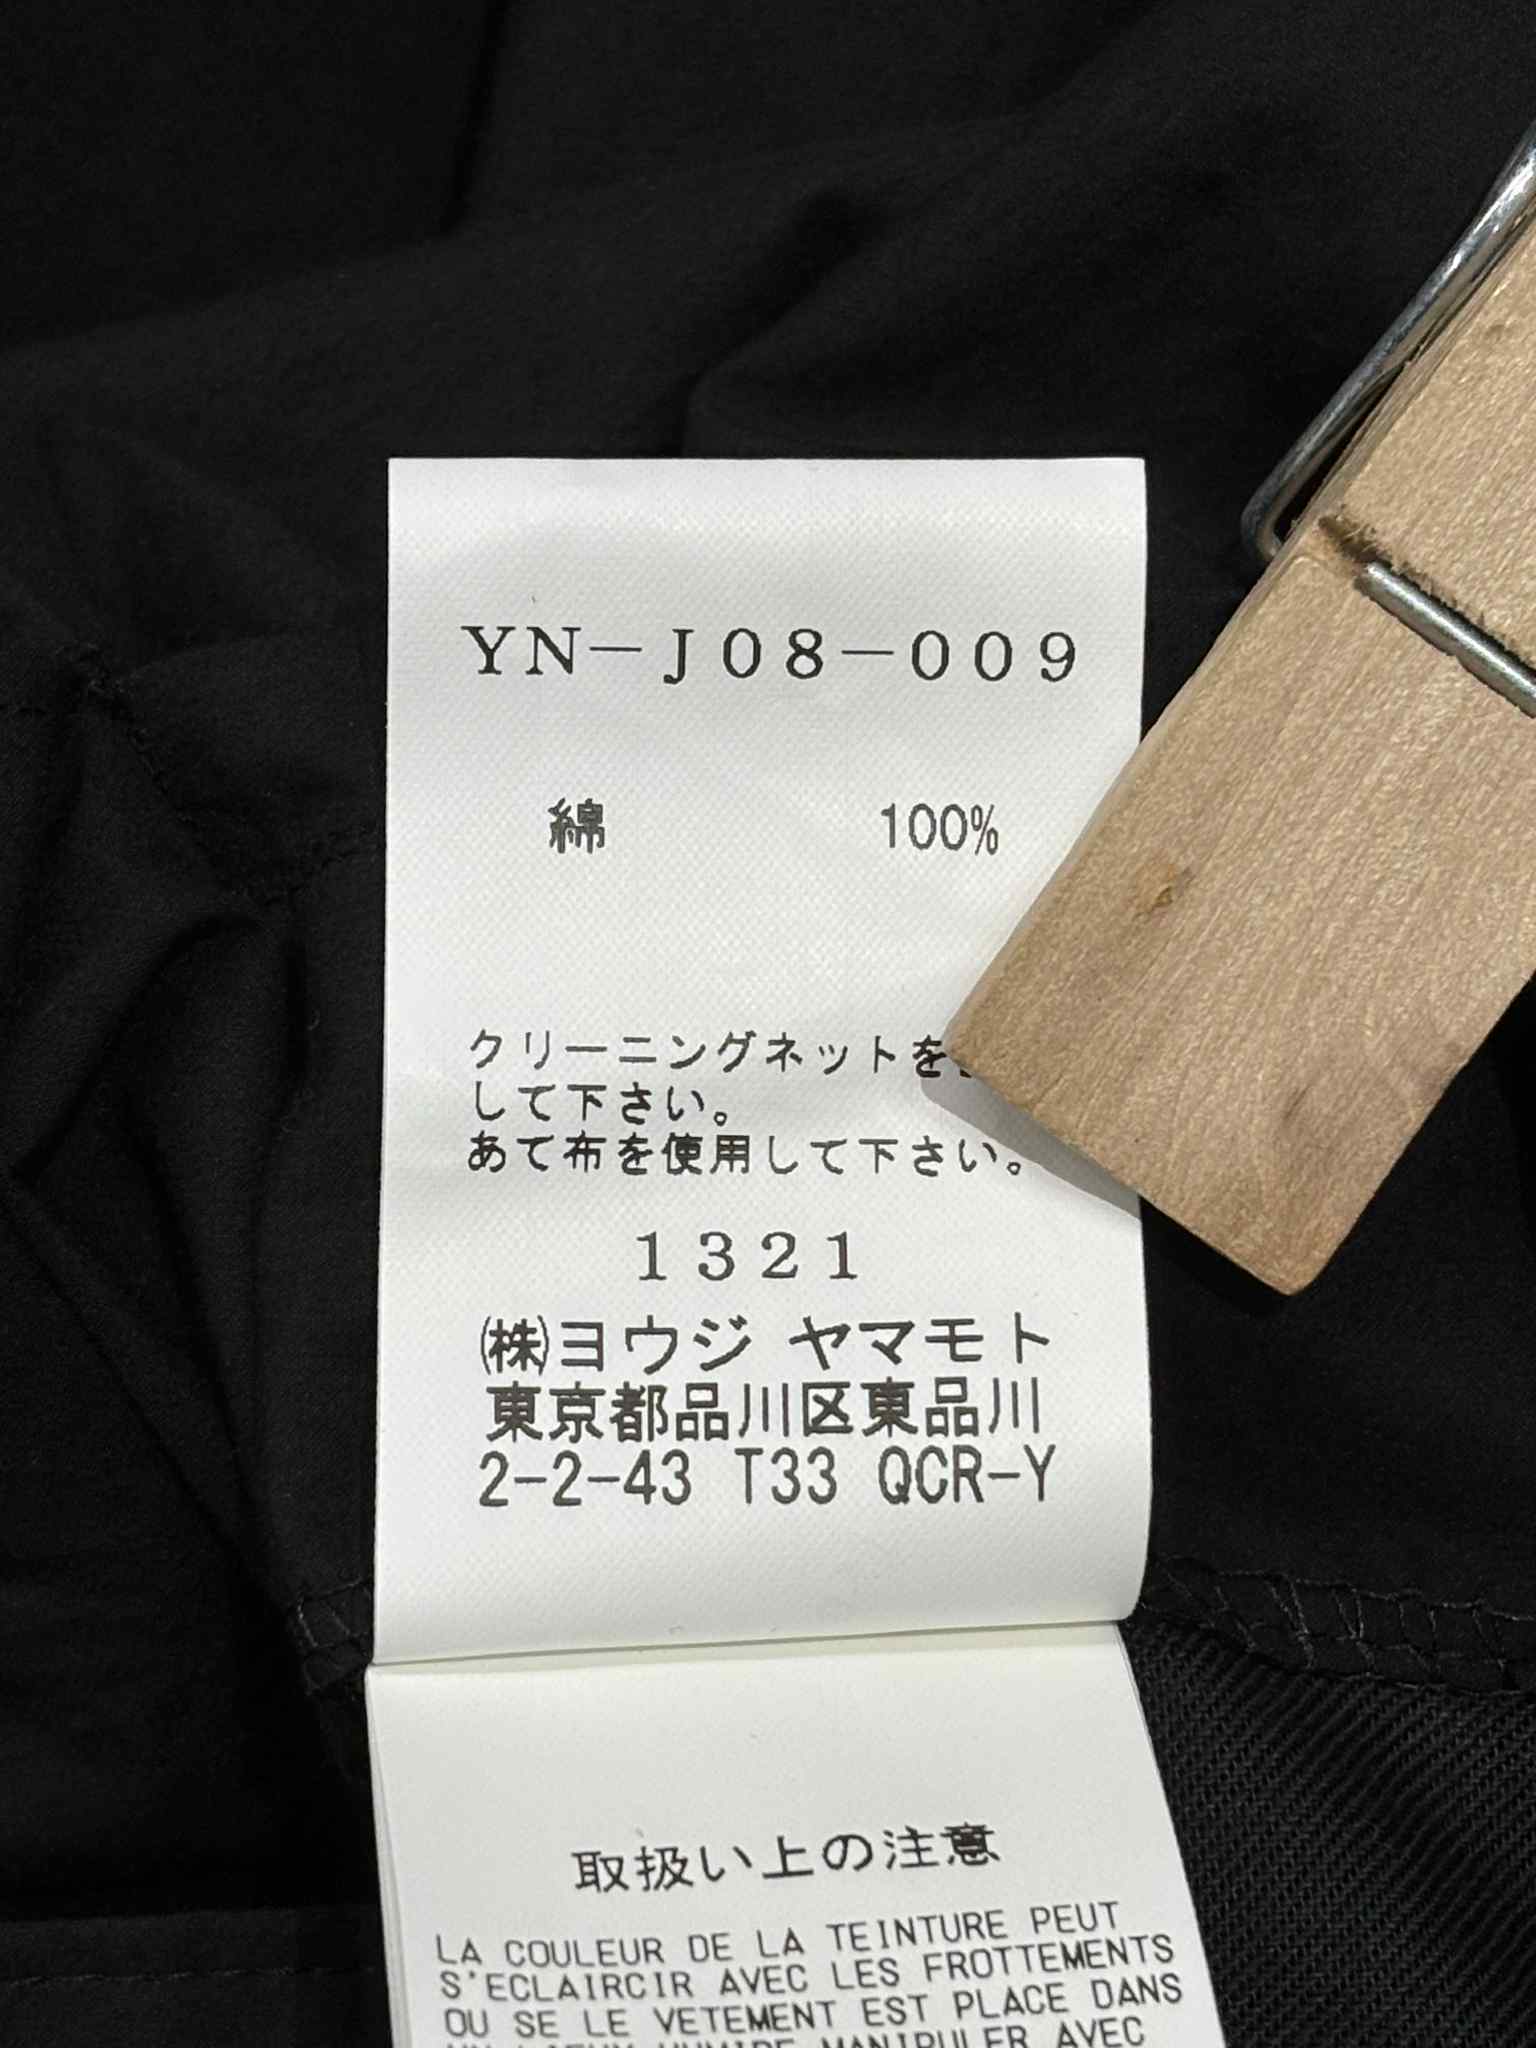 YN-J08-009
綿 100%
クリーニングネットを
して下さい。
あて布を使用して下さい。
1321
㈱ヨウジ ヤマモト
東京都品川区東品川
2-2-43 T33 QCR-Y
取扱い上の注意
LA COULEUR DE LA TEINTURE PEUT
S'ECLAIRCIR AVEC LES FROTTEMENTS
OU SE LE VETEMENT EST PLACE DANS
MANIPULER AVEC